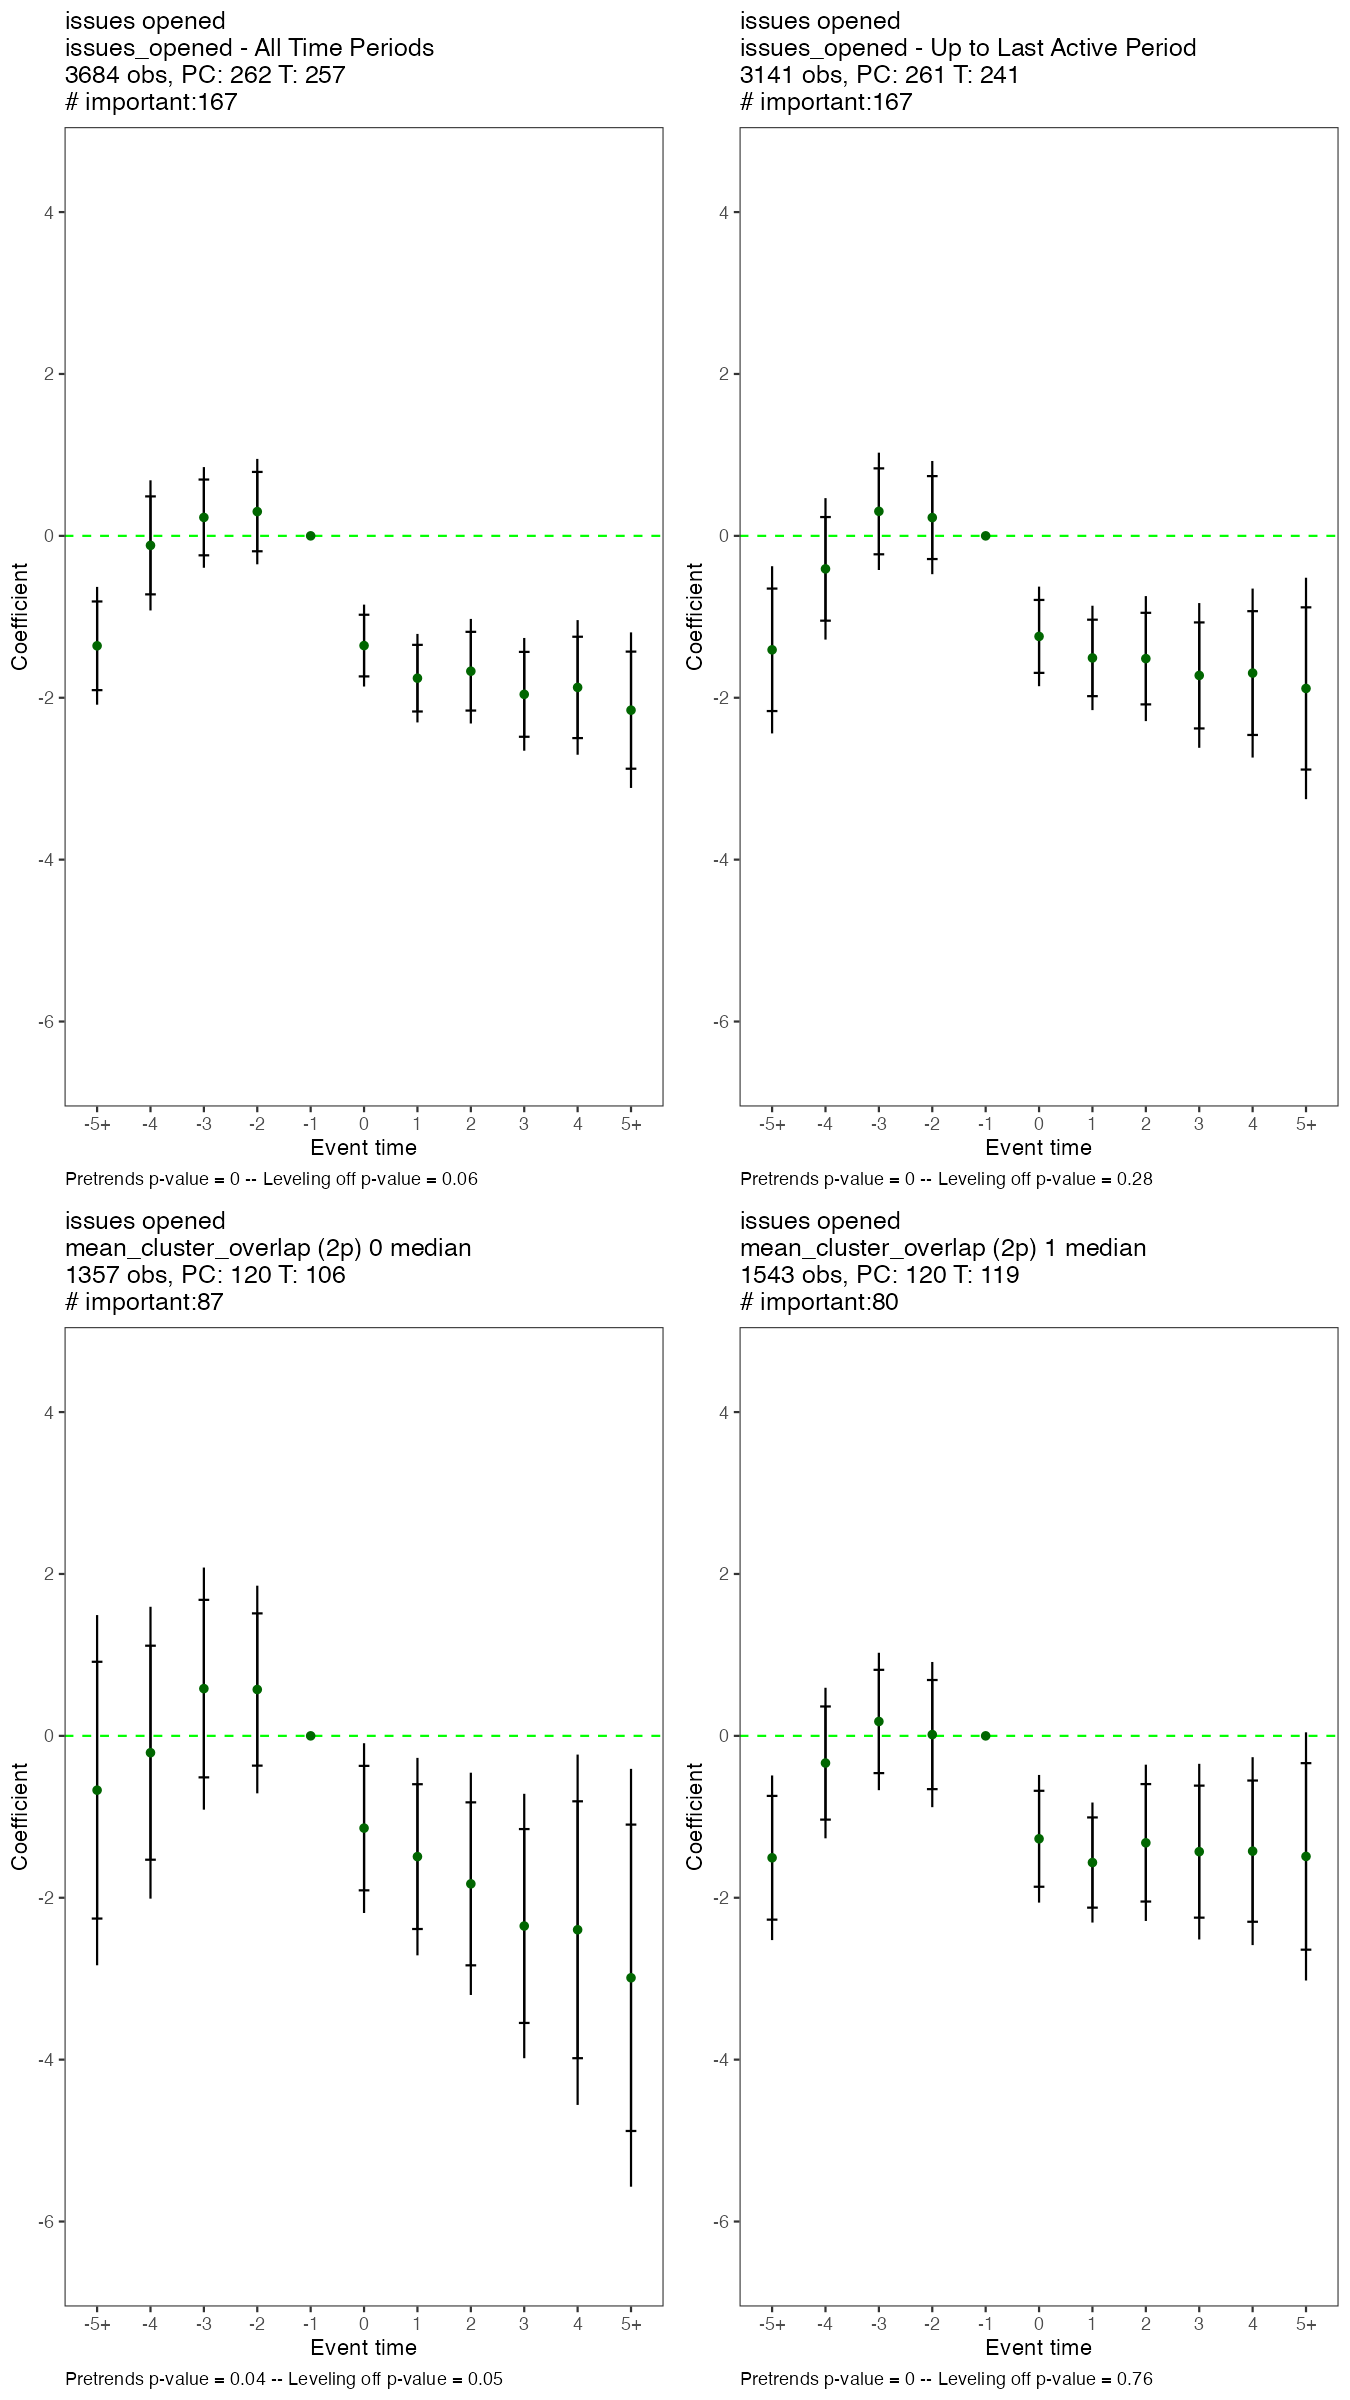 issues opened
issues_opened - All Time Periods
3684 obs, PC: 262 T: 257
# important:167
4
2
0
-2
-4
-6
Coefficient
-5+ -4 -3 -2 -1 0 1 2 3 4 5+
Event time
Pretrends p-value = 0 -- Leveling off p-value = 0.06
issues opened
issues_opened - Up to Last Active Period
3141 obs, PC: 261 T: 241
# important:167
4
2
0
-2
-4
-6
Coefficient
-5+ -4 -3 -2 -1 0 1 2 3 4 5+
Event time
Pretrends p-value = 0 -- Leveling off p-value = 0.28
issues opened
mean_cluster_overlap (2p) 0 median
1357 obs, PC: 120 T: 106
# important:87
4
2
0
-2
-4
-6
Coefficient
-5+ -4 -3 -2 -1 0 1 2 3 4 5+
Event time
Pretrends p-value = 0.04 -- Leveling off p-value = 0.05
issues opened
mean_cluster_overlap (2p) 1 median
1543 obs, PC: 120 T: 119
# important:80
4
2
0
-2
-4
-6
Coefficient
-5+ -4 -3 -2 -1 0 1 2 3 4 5+
Event time
Pretrends p-value = 0 -- Leveling off p-value = 0.76